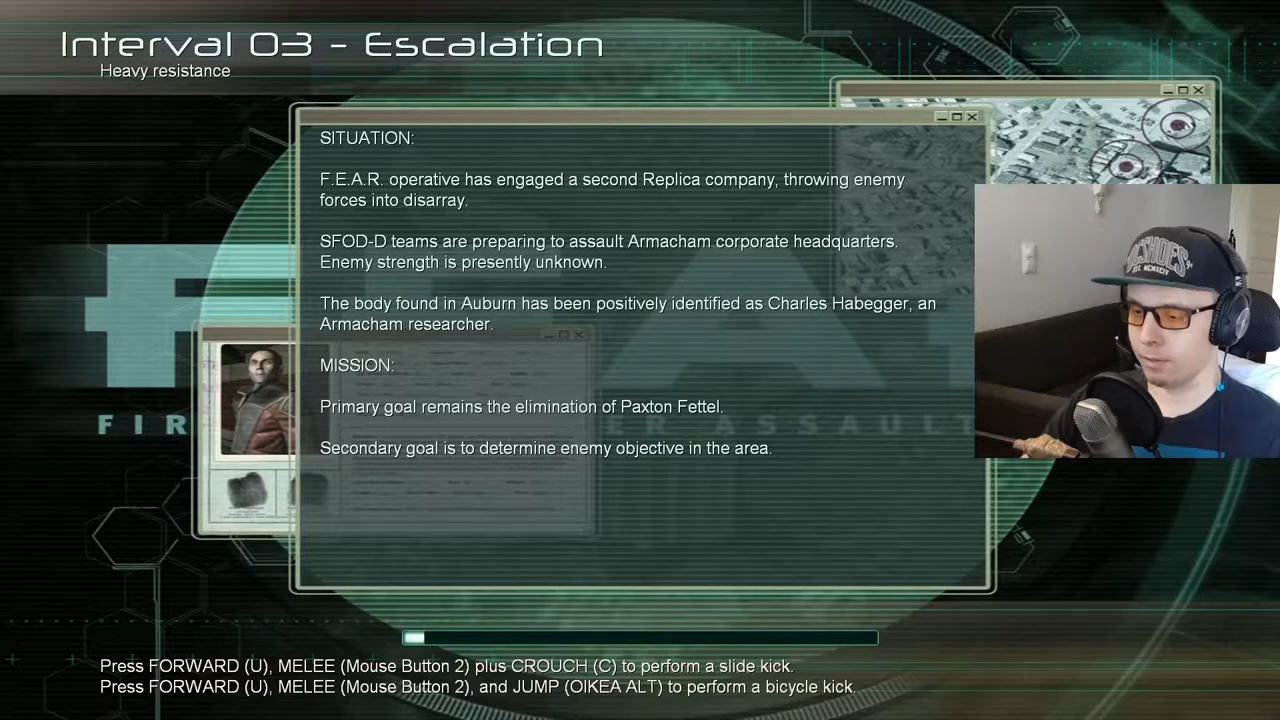 Interval 03 - Escalation
Heavy resistance
SITUATION:
F.E.A.R. operative has engaged a second Replica company, throwing enemy
forces into disarray.
SFOD-D teams are preparing to assault Armacham corporate headquarters.
Enemy strength is presently unknown.
The body found in Auburn has been positively identified as Charles Habegger, an
Armacham researcher.
MISSION:
Primary goal remains the elimination of Paxton Fettel.
Secondary goal is to determine enemy objective in the area.
FIR
ER ASSAULT
DCSHOES
Press FORWARD (U), MELEE (Mouse Button 2) plus CROUCH (C) to perform a slide kick.
Press FORWARD (U), MELEE (Mouse Button 2), and JUMP (OIKEA ALT) to perform a bicycle kick.